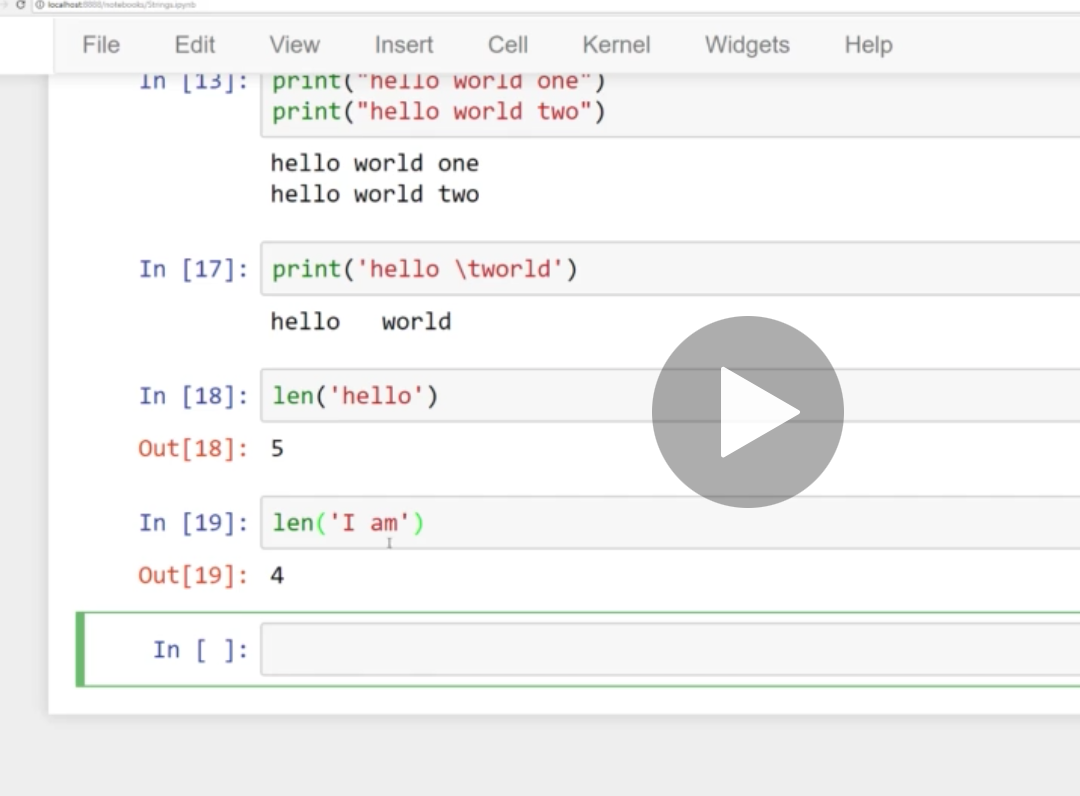 localhost:8888/notebooks/Strings.ipynb
File Edit View Insert Cell Kernel Widgets Help
In [13]: print("hello world one")
print("hello world two")
hello world one
hello world two
In [17]: print('hello \tworld')
hello   world
In [18]: len('hello')
Out[18]: 5
In [19]: len('I am')
Out[19]: 4
In [ ]: